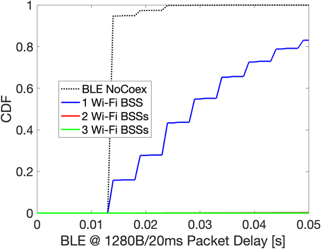 1
0.8
0.6
0.4
0.2
0
CDF
BLE NoCoex
1 Wi-Fi BSS
2 Wi-Fi BSSs
3 Wi-Fi BSSs
0 0.01 0.02 0.03 0.04 0.05
BLE @ 1280B/20ms Packet Delay [s]